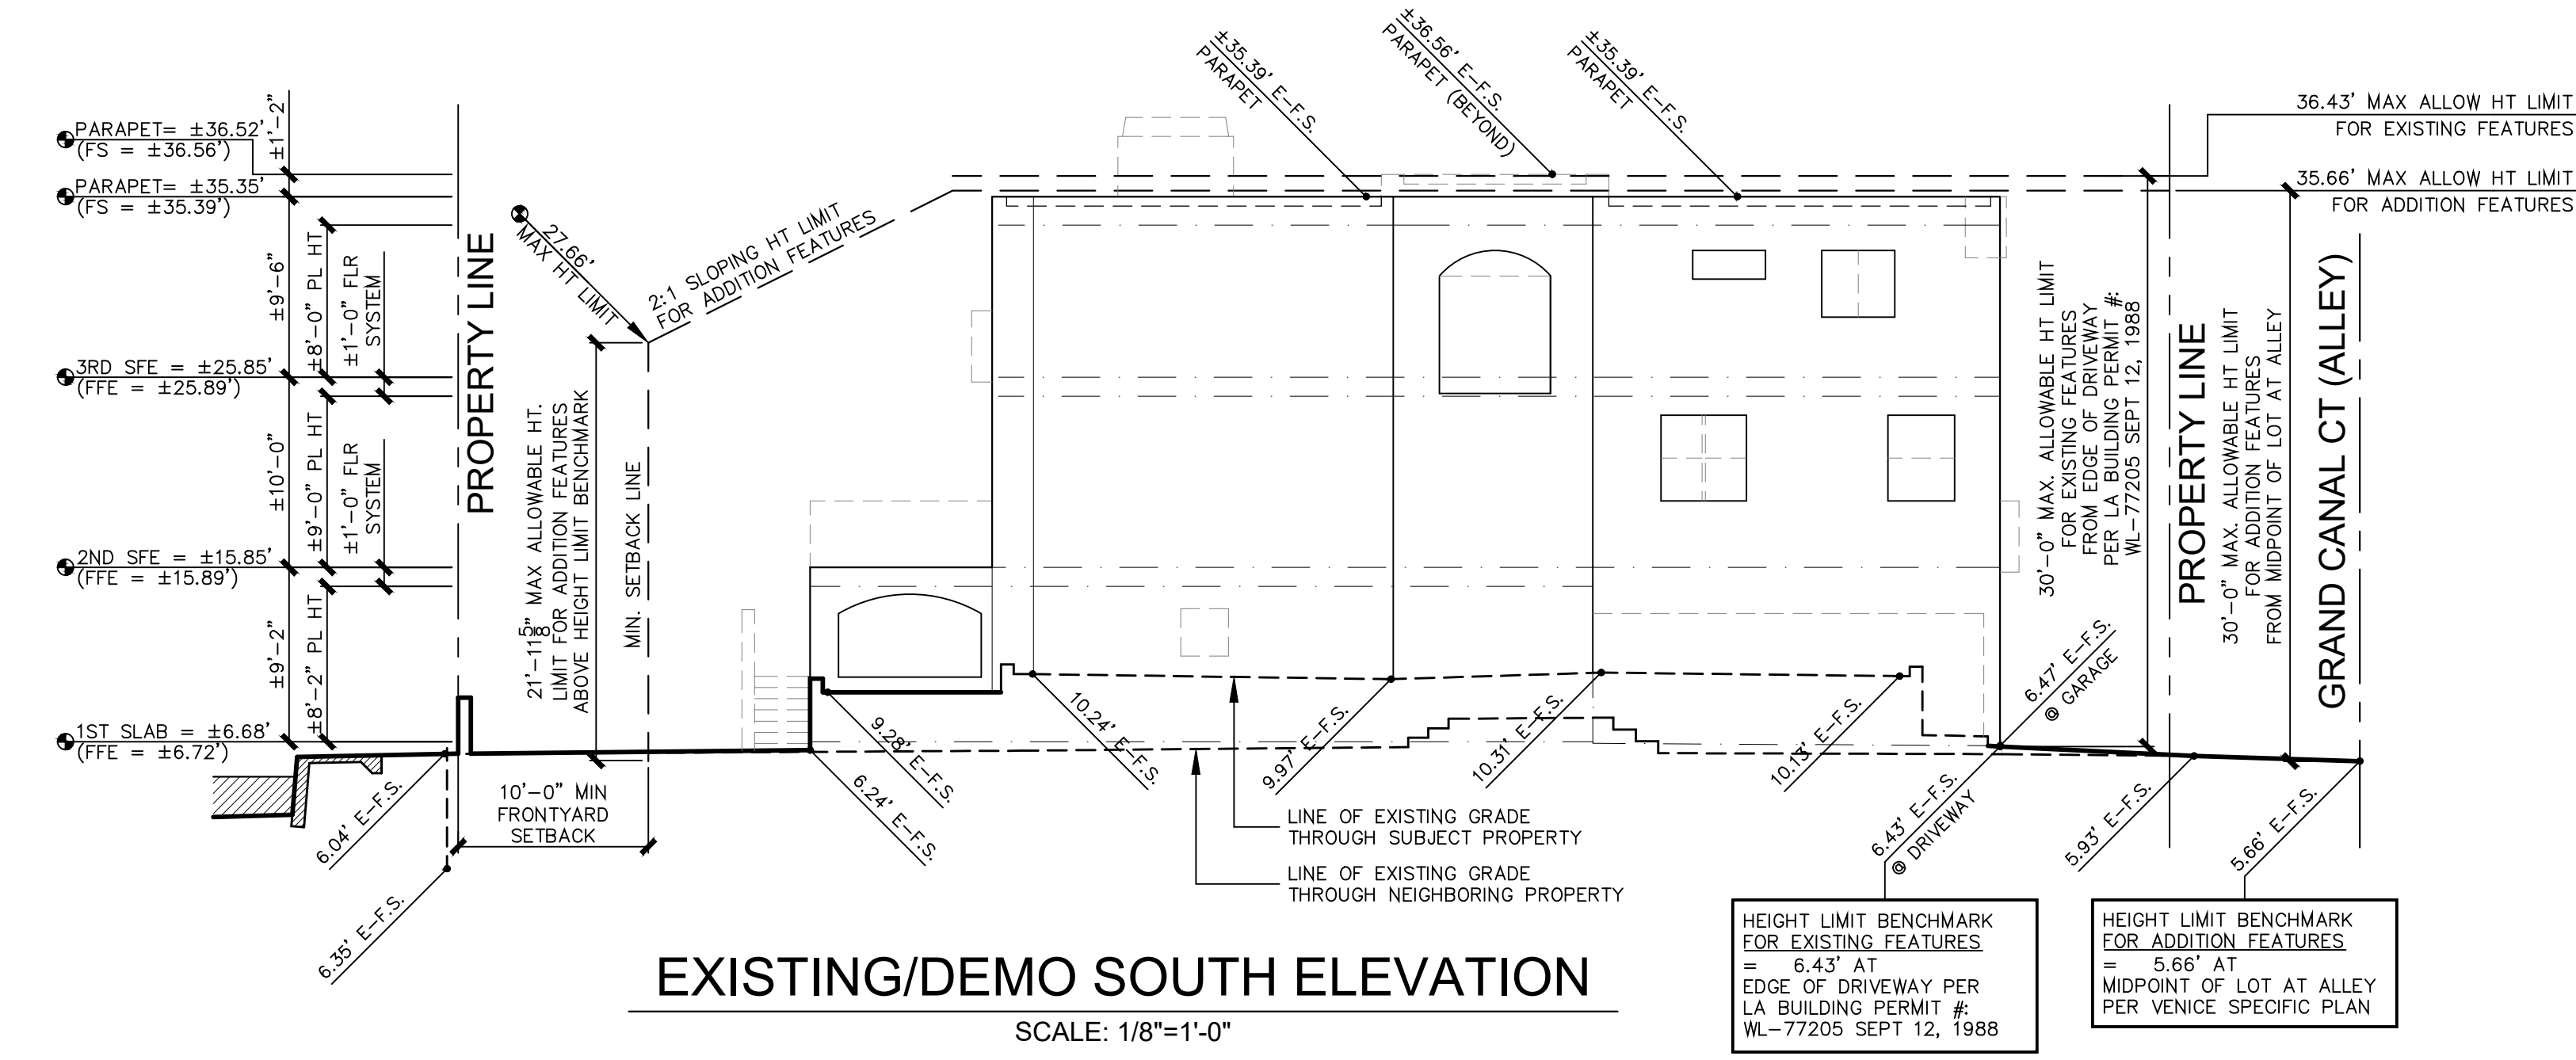 PARAPET= ±36.52'
(FS = ±36.56')
PARAPET= ±35.35'
(FS = ±35.39')
3RD SFE = ±25.85'
(FFE = ±25.89')
2ND SFE = ±15.85'
(FFE = ±15.89')
1ST SLAB = ±6.68'
(FFE = ±6.72')
±1'-2"
±9'-6"
±10'-0"
±9'-2"
±8'-0" PL HT
±9'-0" PL HT
±8'-2" PL HT
±1'-0" FLR
SYSTEM
±1'-0" FLR
SYSTEM
PROPERTY LINE
27.66'
MAX HT LIMIT
2:1 SLOPING HT LIMIT
FOR ADDITION FEATURES
21'-11 5/8" MAX ALLOWABLE HT.
LIMIT FOR ADDITION FEATURES
ABOVE HEIGHT LIMIT BENCHMARK
MIN. SETBACK LINE
10'-0" MIN
FRONTYARD
SETBACK
±35.39' E-F.S.
PARAPET
±36.56' E-F.S.
PARAPET (BEYOND)
±35.39' E-F.S.
PARAPET
36.43' MAX ALLOW HT LIMIT
FOR EXISTING FEATURES
35.66' MAX ALLOW HT LIMIT
FOR ADDITION FEATURES
30'-0" MAX. ALLOWABLE HT LIMIT
FOR EXISTING FEATURES
FROM EDGE OF DRIVEWAY
PER LA BUILDING PERMIT #:
WL-77205 SEPT 12, 1988
PROPERTY LINE
30'-0" MAX. ALLOWABLE HT LIMIT
FOR ADDITION FEATURES
FROM MIDPOINT OF LOT AT ALLEY
GRAND CANAL CT (ALLEY)
6.04' E-F.S.
6.35' E-F.S.
9.28' E-F.S.
6.24' E-F.S.
10.24' E-F.S.
9.97' E-F.S.
10.31' E-F.S.
10.13' E-F.S.
6.47' E-F.S.
@ GARAGE
6.43' E-F.S.
@ DRIVEWAY
5.93' E-F.S.
5.66' E-F.S.
LINE OF EXISTING GRADE
THROUGH SUBJECT PROPERTY
LINE OF EXISTING GRADE
THROUGH NEIGHBORING PROPERTY
HEIGHT LIMIT BENCHMARK
FOR EXISTING FEATURES
= 6.43' AT
EDGE OF DRIVEWAY PER
LA BUILDING PERMIT #:
WL-77205 SEPT 12, 1988
HEIGHT LIMIT BENCHMARK
FOR ADDITION FEATURES
= 5.66' AT
MIDPOINT OF LOT AT ALLEY
PER VENICE SPECIFIC PLAN
EXISTING/DEMO SOUTH ELEVATION
SCALE: 1/8"=1'-0"